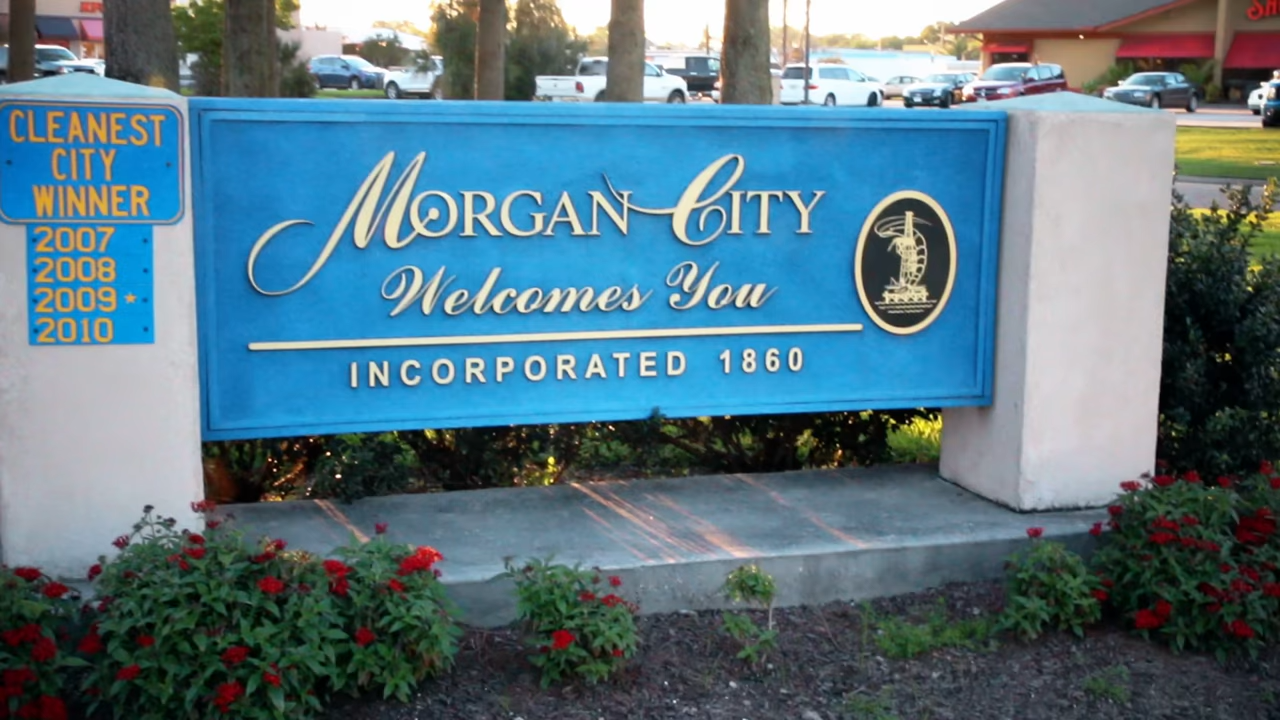 CLEANEST
CITY
WINNER
2007
2008
2009 ★
2010
MORGAN CITY
Welcomes You
INCORPORATED 1860